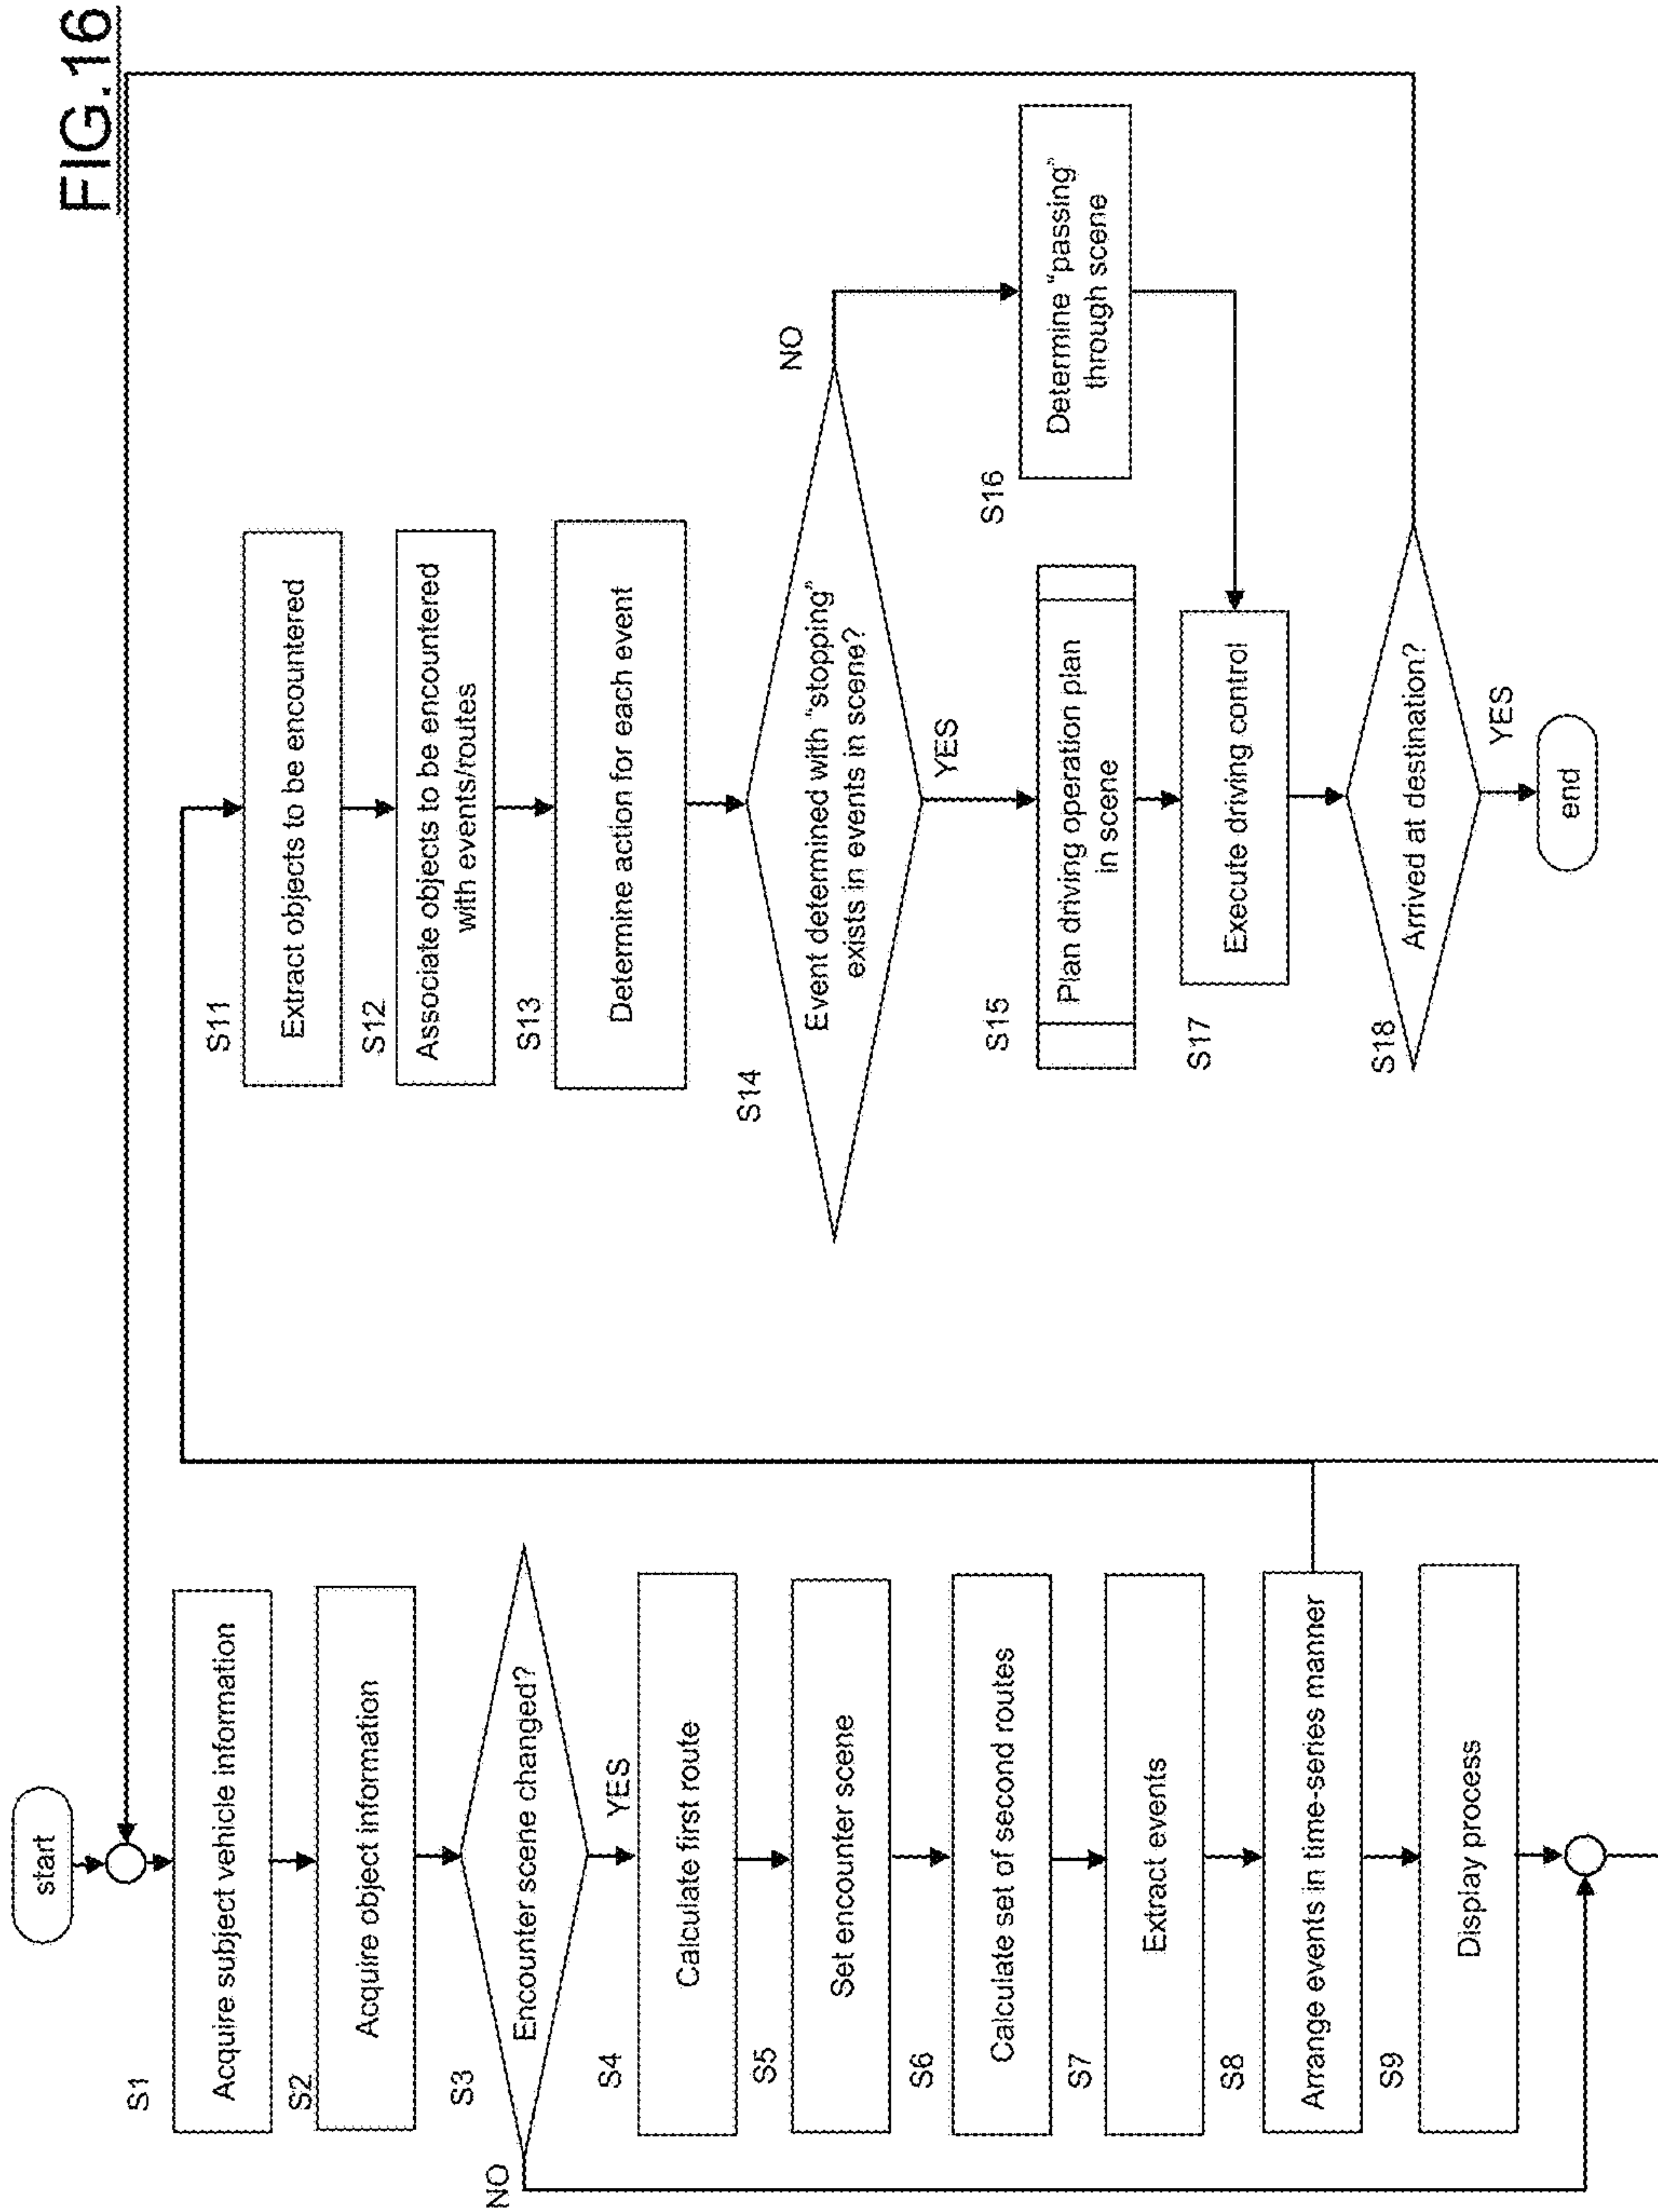 FIG.16
start
S1
Acquire subject vehicle information
S2
Acquire object information
S3
Encounter scene changed?
NO
YES
S4
Calculate first route
S5
Set encounter scene
S6
Calculate set of second routes
S7
Extract events
S8
Arrange events in time-series manner
S9
Display process
S11
Extract objects to be encountered
S12
Associate objects to be encountered
with events/routes
S13
Determine action for each event
S14
Event determined with “stopping”
exists in events in scene?
NO
YES
S15
Plan driving operation plan
in scene
S16
Determine “passing”
through scene
S17
Execute driving control
S18
Arrived at destination?
YES
end